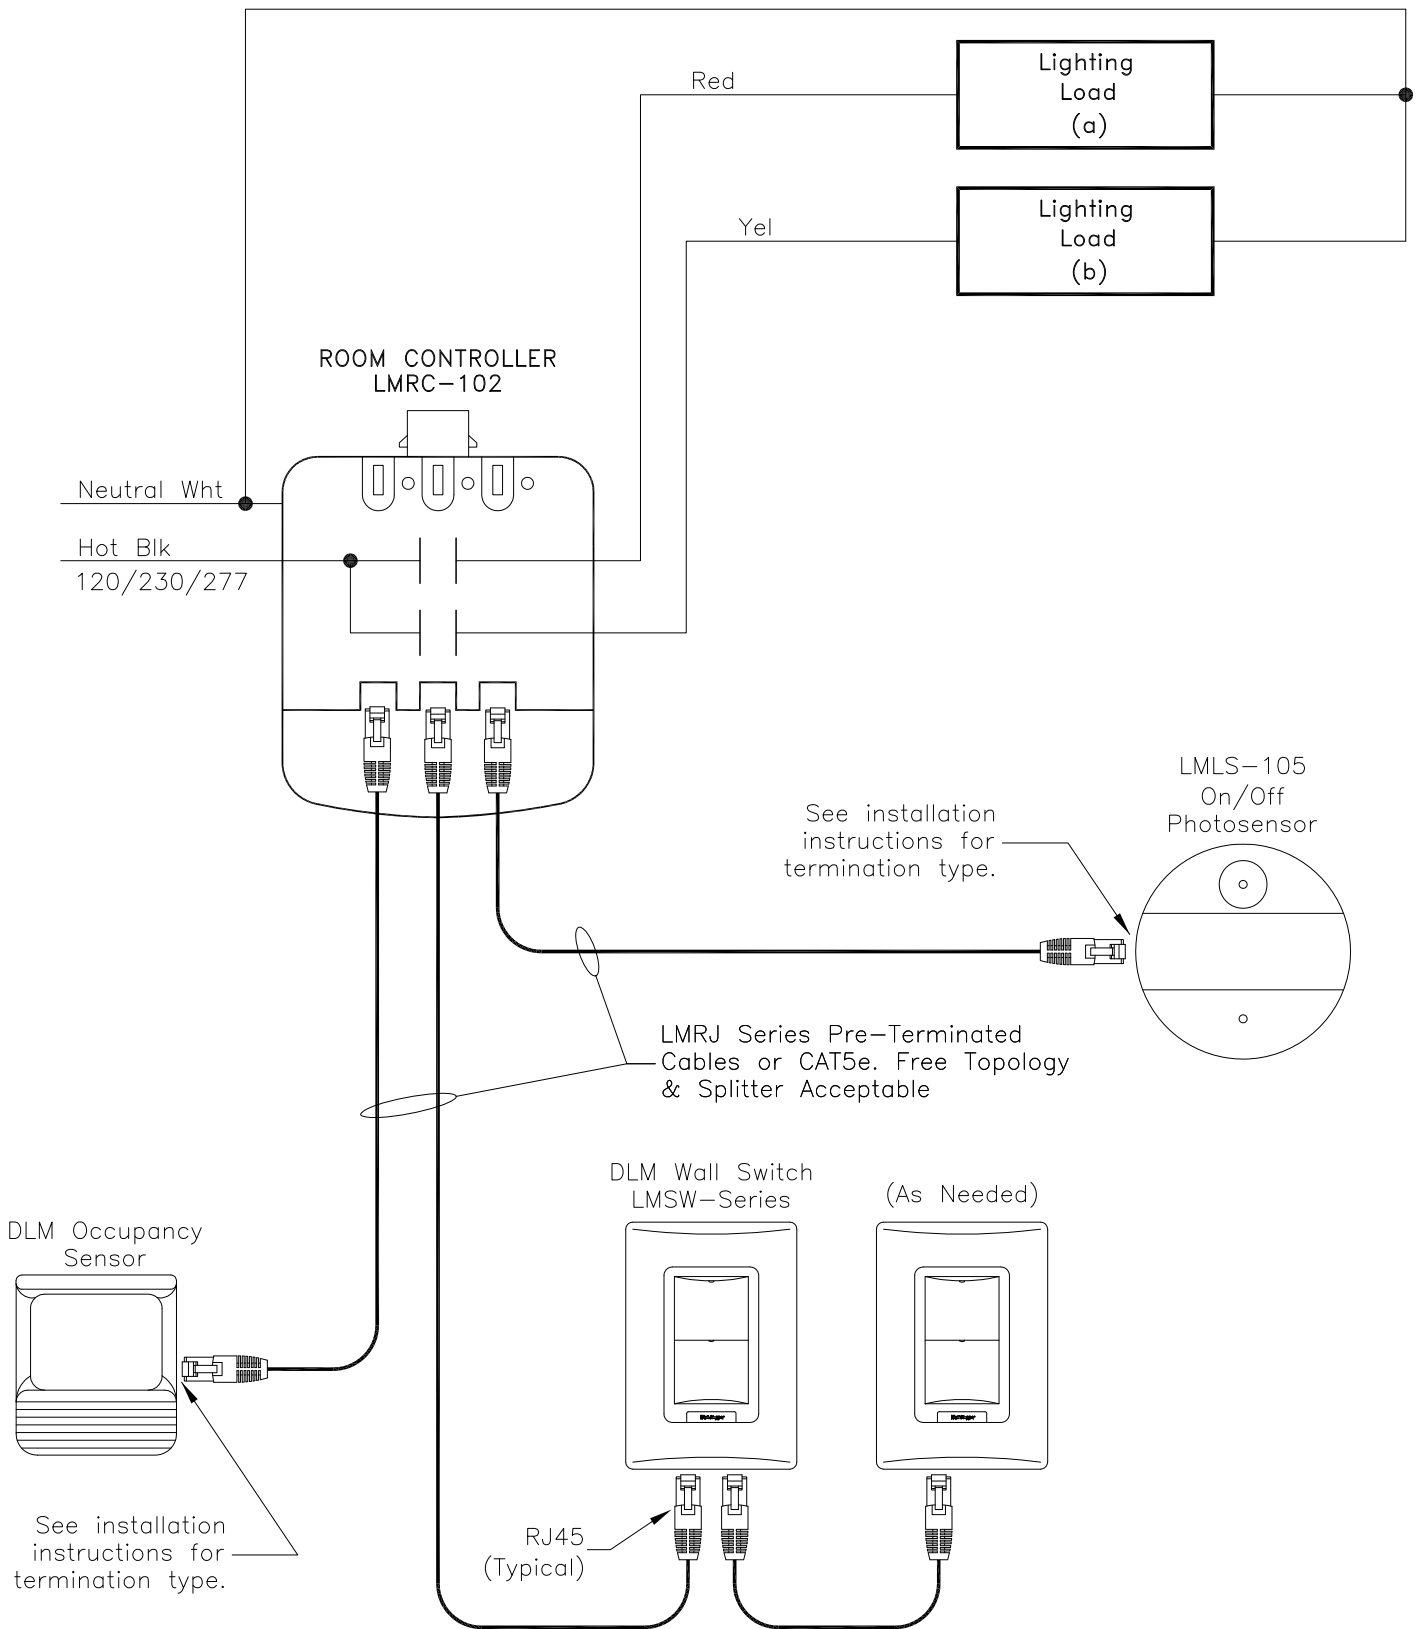 Red
Lighting
Load
(a)
Yel
Lighting
Load
(b)
ROOM CONTROLLER
LMRC-102
Neutral Wht
Hot Blk
120/230/277
LMLS-105
On/Off
Photosensor
See installation
instructions for
termination type.
LMRJ Series Pre-Terminated
Cables or CAT5e. Free Topology
& Splitter Acceptable
DLM Wall Switch
LMSW-Series
(As Needed)
DLM Occupancy
Sensor
See installation
instructions for
termination type.
RJ45
(Typical)